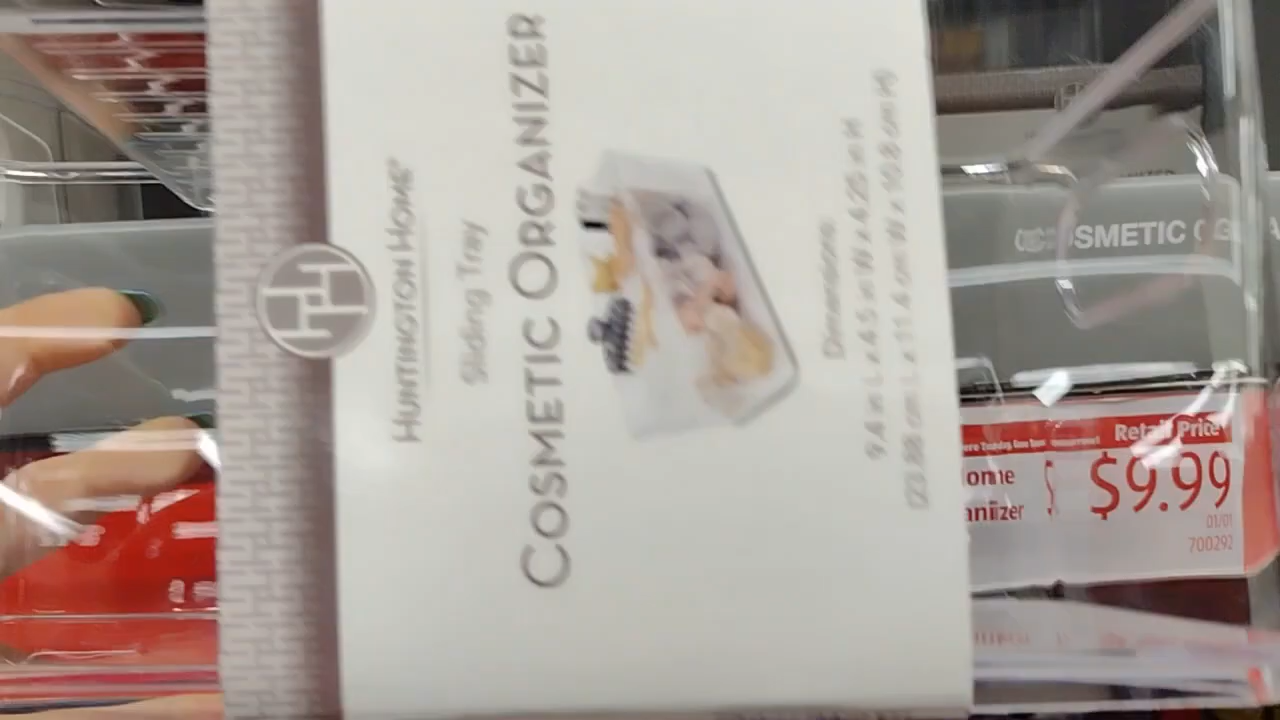 HUNTINGTON HOME®
Sliding Tray
COSMETIC ORGANIZER
Dimensions:
9.4 in L x 4.5 in W x 4.25 in H
(23.88 cm L x 11.4 cm W x 10.8 cm H)
COSMETIC
Retail Price
ome
anizer
$9.99
01/01
700292